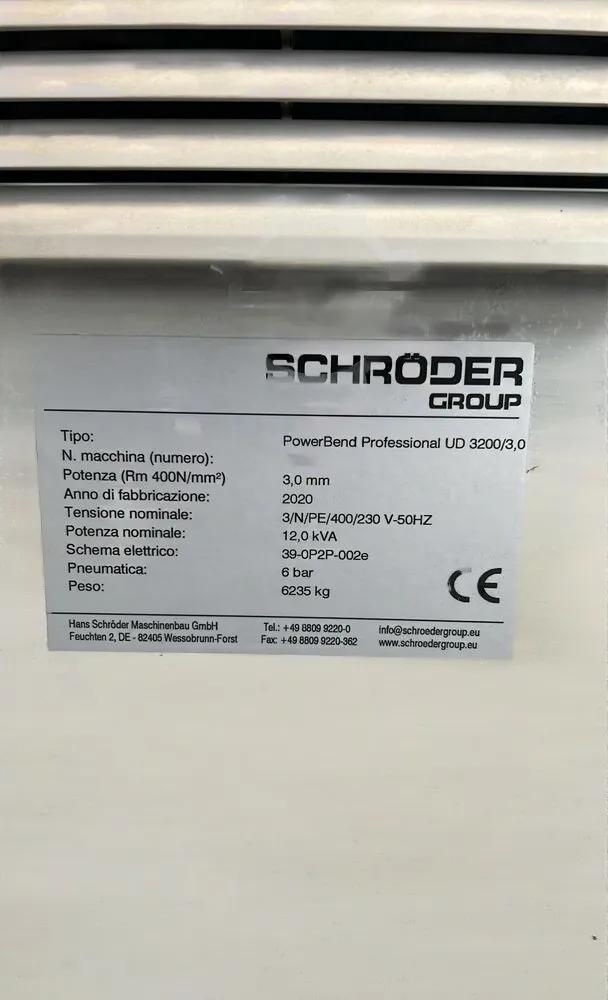 SCHRÖDER
GROUP
Tipo: PowerBend Professional UD 3200/3,0
N. macchina (numero):
Potenza (Rm 400N/mm²) 3,0 mm
Anno di fabbricazione: 2020
Tensione nominale: 3/N/PE/400/230 V-50HZ
Potenza nominale: 12,0 kVA
Schema elettrico: 39-0P2P-002e
Pneumatica: 6 bar
Peso: 6235 kg
CE
Hans Schröder Maschinenbau GmbH Tel.: +49 8809 9220-0 info@schroedergroup.eu
Feuchten 2, DE - 82405 Wessobrunn-Forst Fax: +49 8809 9220-362 www.schroedergroup.eu